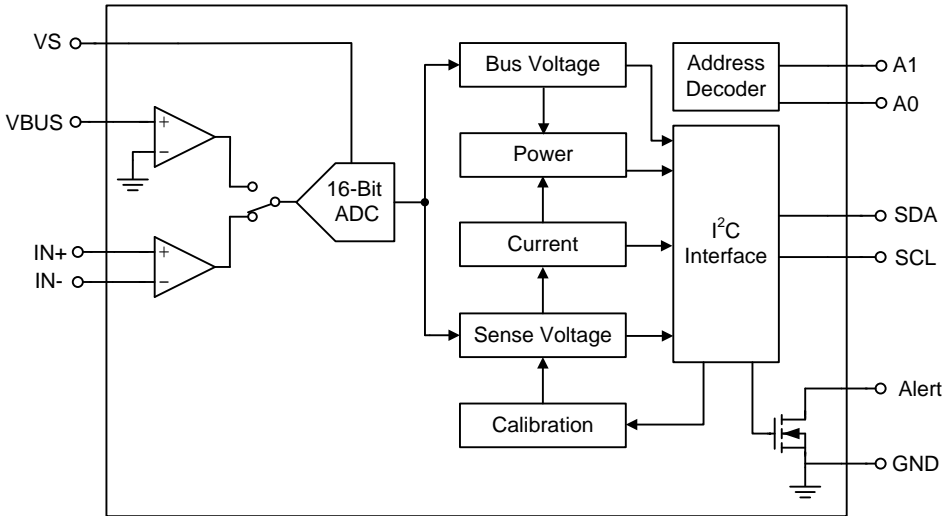 VS
VBUS
IN+
IN-
+
−
+
−
16-Bit
ADC
Bus Voltage
Power
Current
Sense Voltage
Calibration
Address
Decoder
I²C
Interface
A1
A0
SDA
SCL
Alert
GND